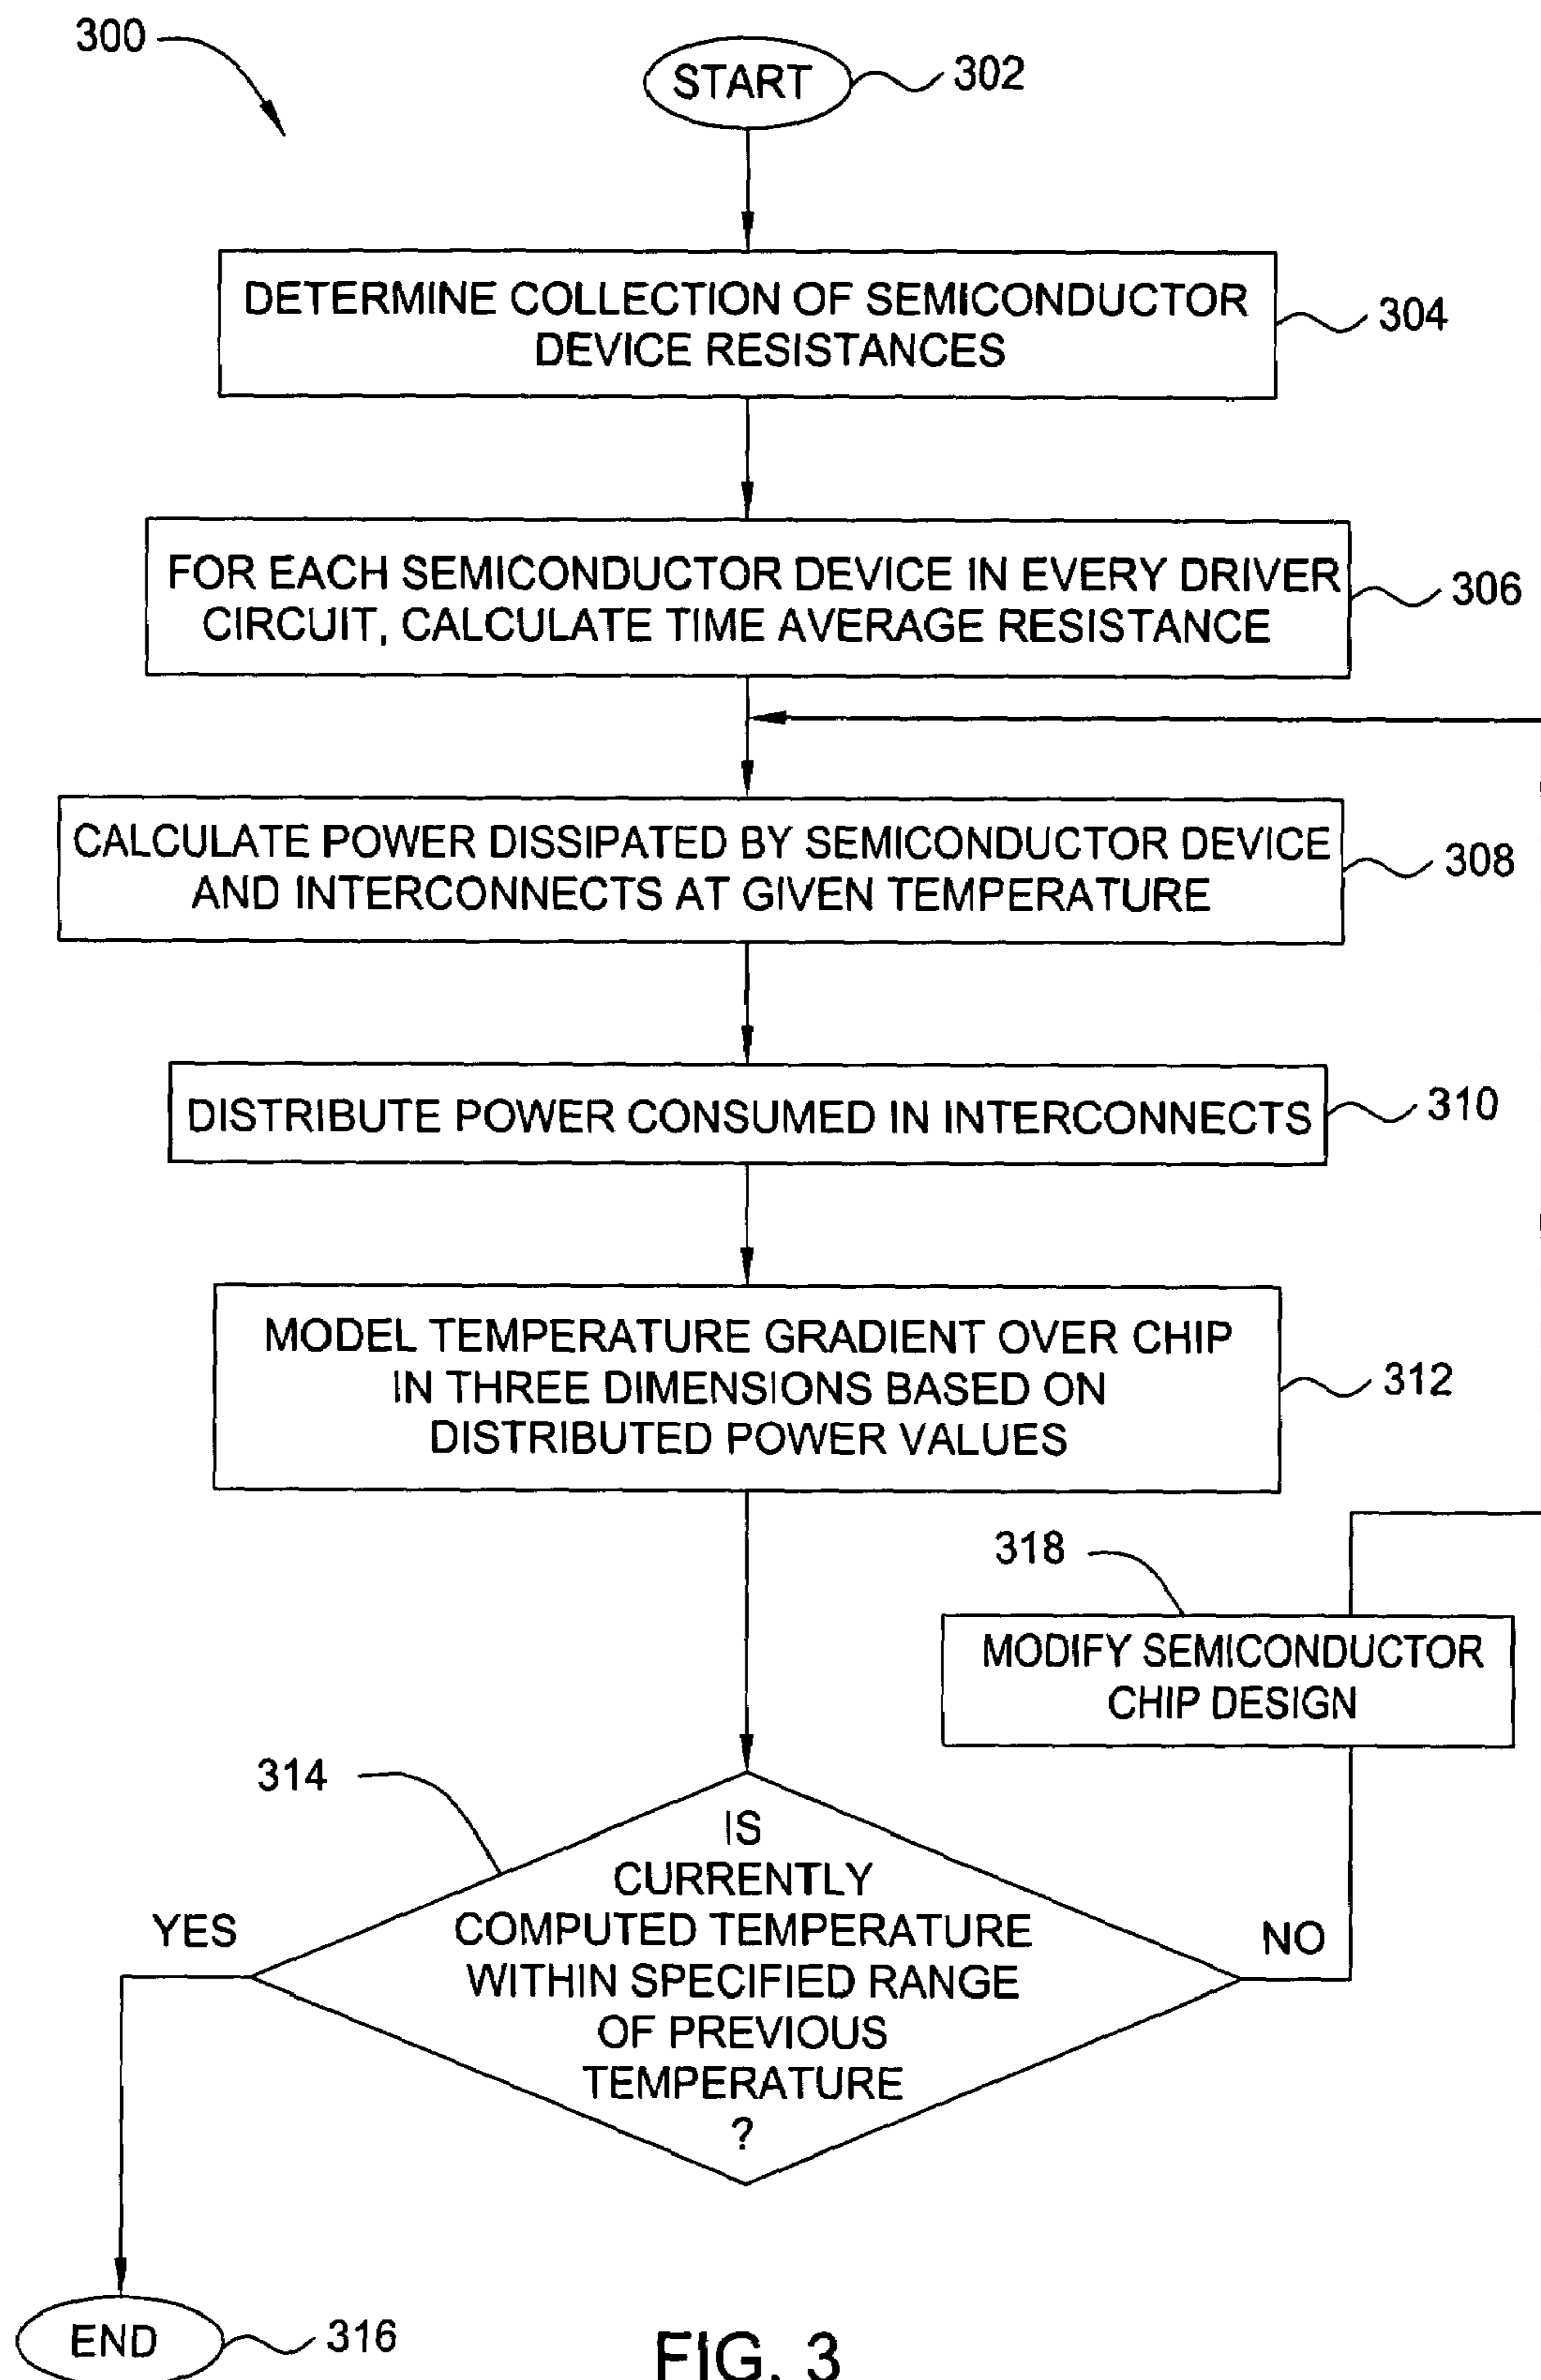 300
START
302
DETERMINE COLLECTION OF SEMICONDUCTOR
DEVICE RESISTANCES
304
FOR EACH SEMICONDUCTOR DEVICE IN EVERY DRIVER
CIRCUIT, CALCULATE TIME AVERAGE RESISTANCE
306
CALCULATE POWER DISSIPATED BY SEMICONDUCTOR DEVICE
AND INTERCONNECTS AT GIVEN TEMPERATURE
308
DISTRIBUTE POWER CONSUMED IN INTERCONNECTS
310
MODEL TEMPERATURE GRADIENT OVER CHIP
IN THREE DIMENSIONS BASED ON
DISTRIBUTED POWER VALUES
312
318
MODIFY SEMICONDUCTOR
CHIP DESIGN
314
IS
CURRENTLY
COMPUTED TEMPERATURE
WITHIN SPECIFIED RANGE
OF PREVIOUS
TEMPERATURE
?
YES
NO
END
316
FIG. 3